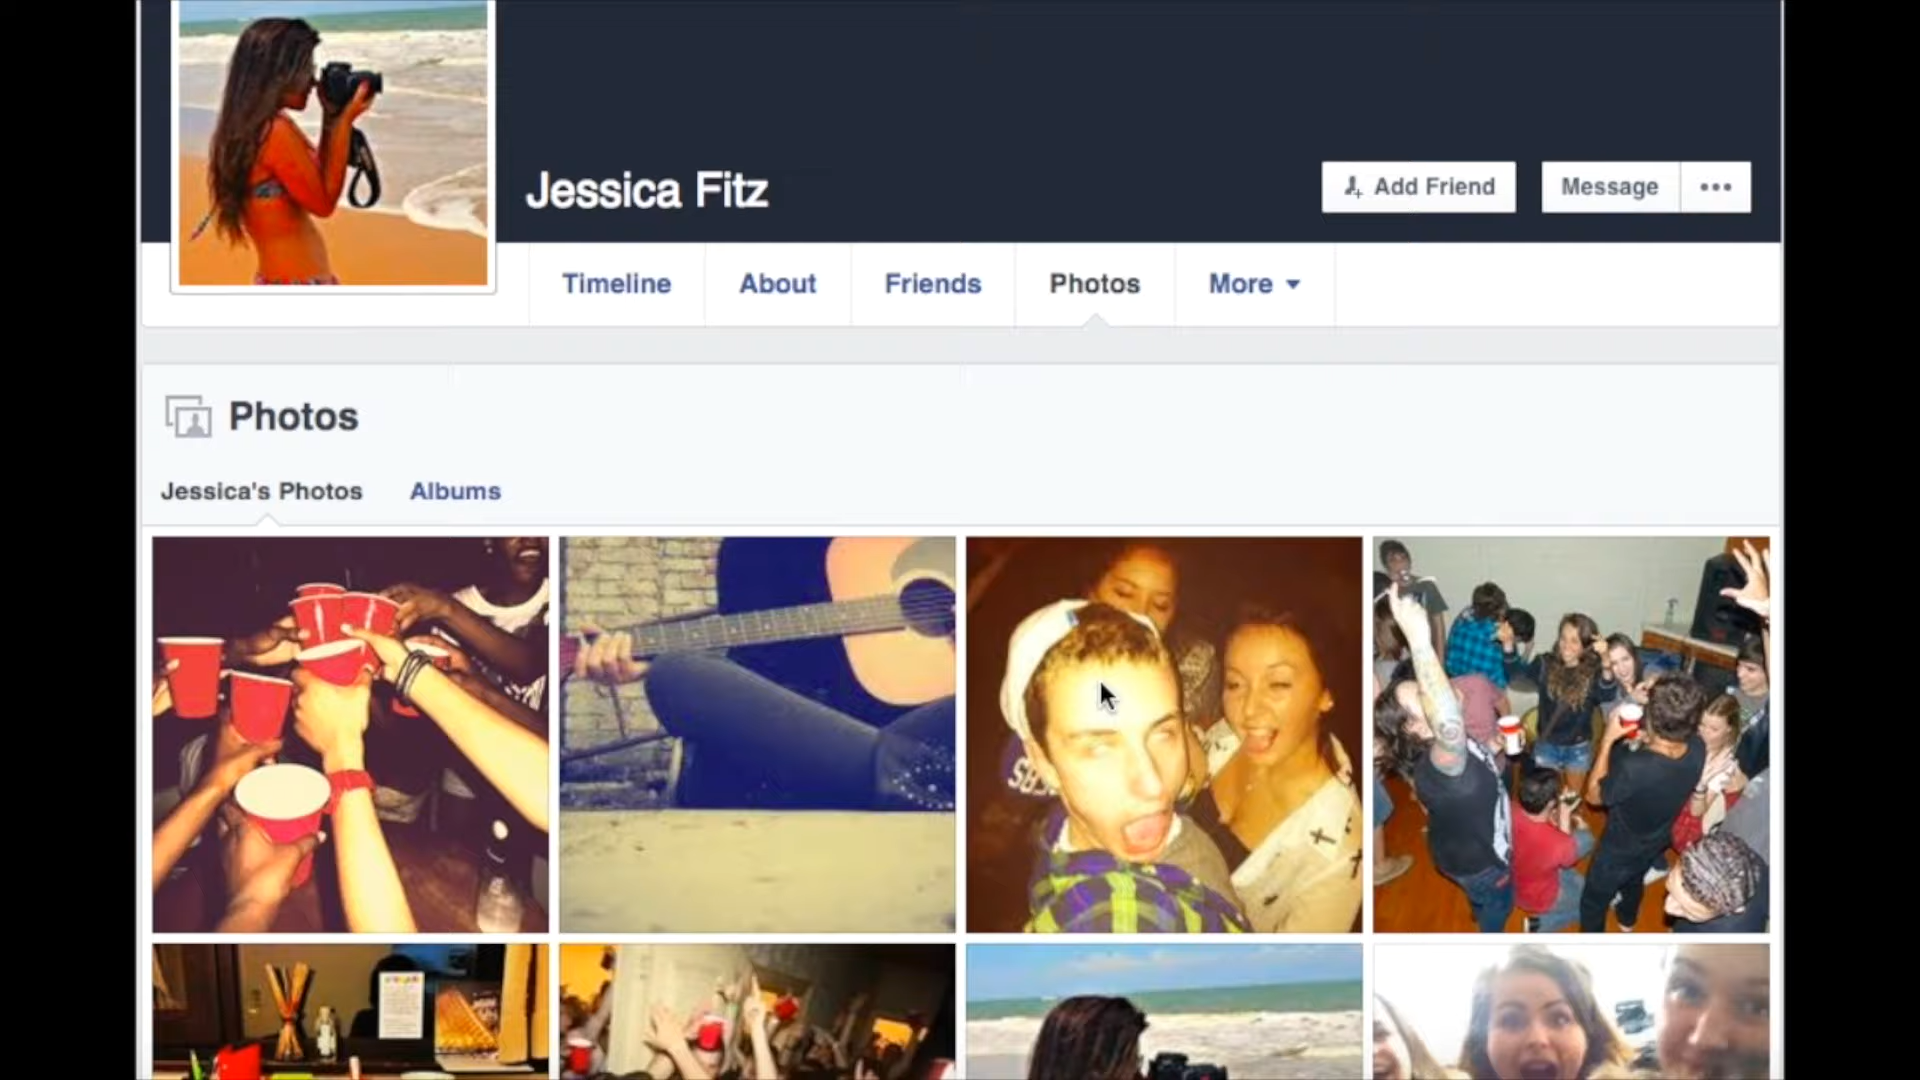 Jessica Fitz
Add Friend
Message
Timeline
About
Friends
Photos
More
Photos
Jessica's Photos
Albums